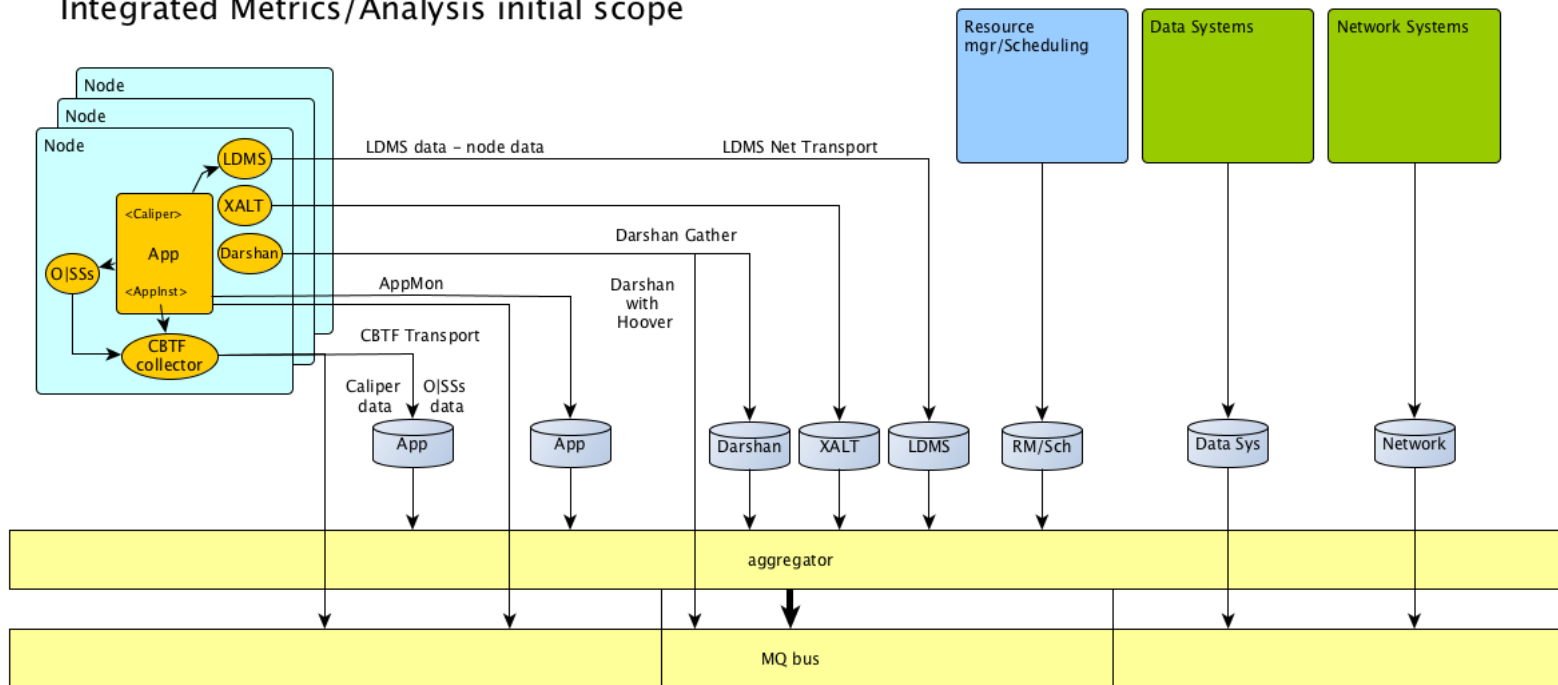 Integrated Metrics/Analysis initial scope
Resource
mgr/Scheduling
Data Systems
Network Systems
Node
Node
Node
LDMS
XALT
Darshan
<Caliper>
App
<AppInst>
O|SSs
CBTF
collector
LDMS data – node data
LDMS Net Transport
Darshan Gather
AppMon
Darshan
with
Hoover
CBTF Transport
Caliper
data
O|SSs
data
App
App
Darshan
XALT
LDMS
RM/Sch
Data Sys
Network
aggregator
MQ bus